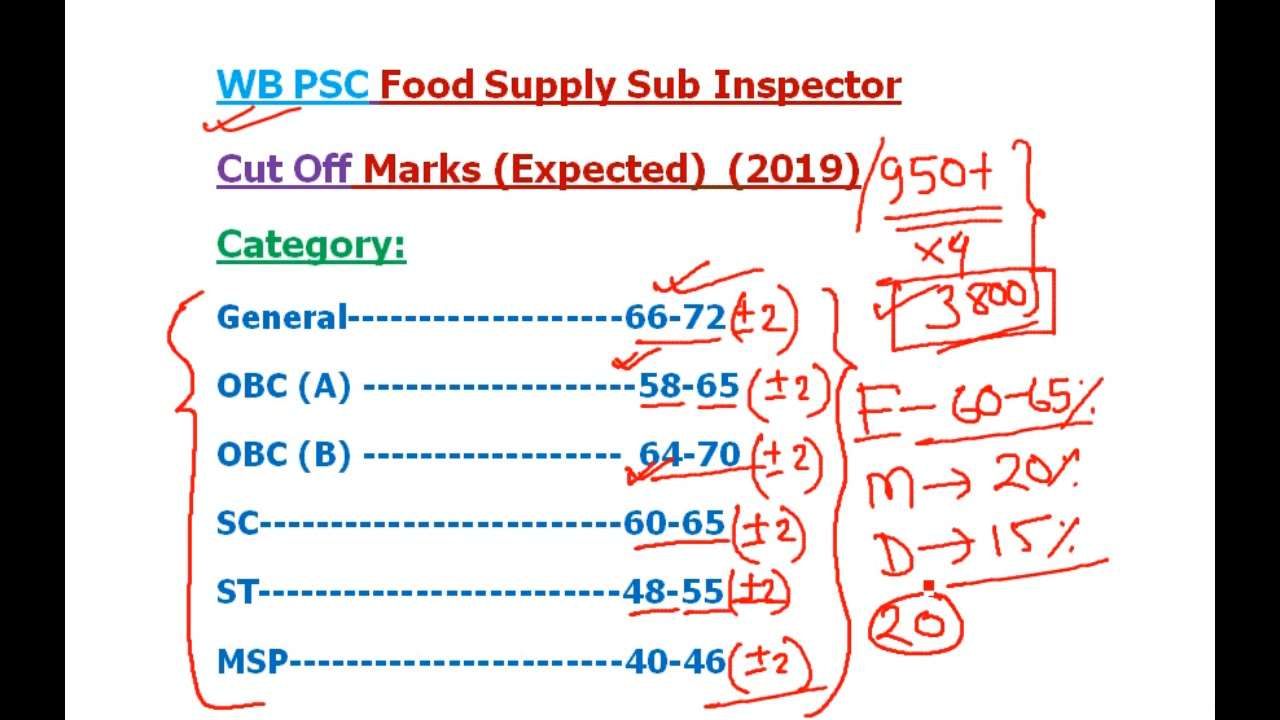 WB PSC Food Supply Sub Inspector
Cut Off Marks (Expected) (2019)
950+
×4
3800
Category:
General-------------------66-72 (±2)
OBC (A) -------------------58-65 (±2)
OBC (B) ------------------ 64-70 (±2)
SC-------------------------60-65 (±2)
ST-------------------------48-55 (±2)
MSP-----------------------40-46 (±2)
E – 60-65%
M → 20%
D → 15%
20